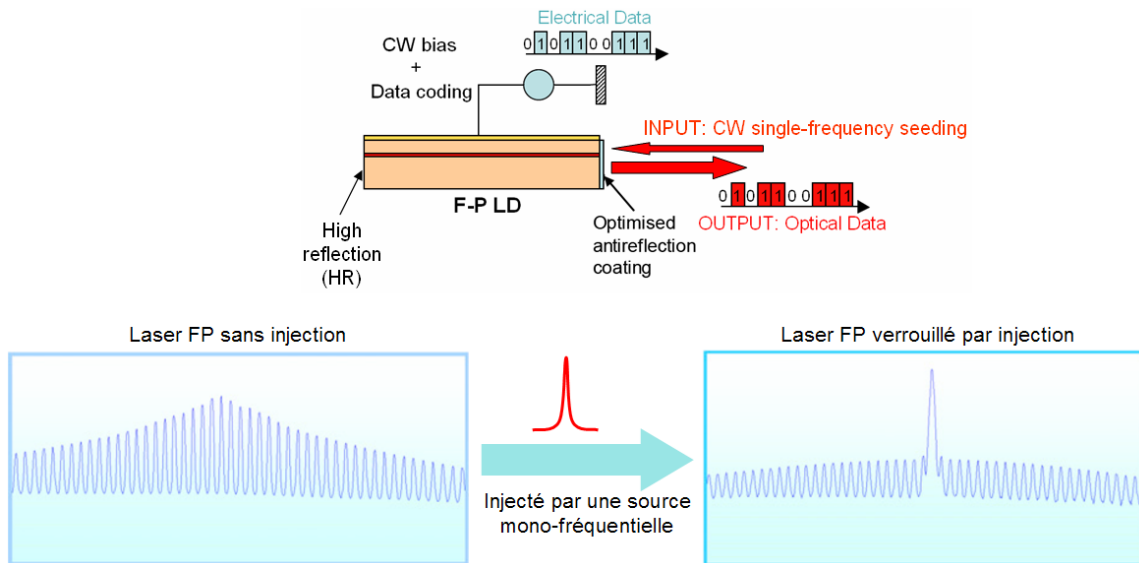 Electrical Data
0 1 0 1 1 0 0 1 1 1
CW bias
+
Data coding
INPUT: CW single-frequency seeding
F-P LD
0 1 0 1 1 0 0 1 1 1
OUTPUT: Optical Data
High
reflection
(HR)
Optimised
antireflection
coating
Laser FP sans injection
Laser FP verrouillé par injection
Injecté par une source
mono-fréquentielle